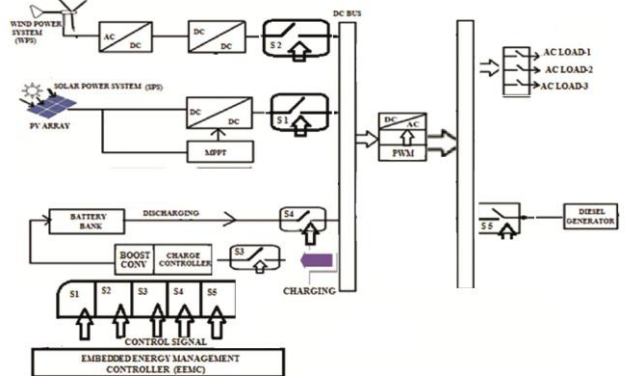 DC BUS
WIND POWER
SYSTEM
(WPS)
AC
DC
DC
DC
S2
SOLAR POWER SYSTEM (SPS)
PV ARRAY
DC
DC
S1
MPPT
DC
AC
PWM
AC LOAD-1
AC LOAD-2
AC LOAD-3
BATTERY
BANK
DISCHARGING
S4
S5
DIESEL
GENERATOR
BOOST
CONV
CHARGE
CONTROLLER
S3
CHARGING
S1 S2 S3 S4 S5
CONTROL SIGNAL
EMBEDDED ENERGY MANAGEMENT
CONTROLLER (EEMC)